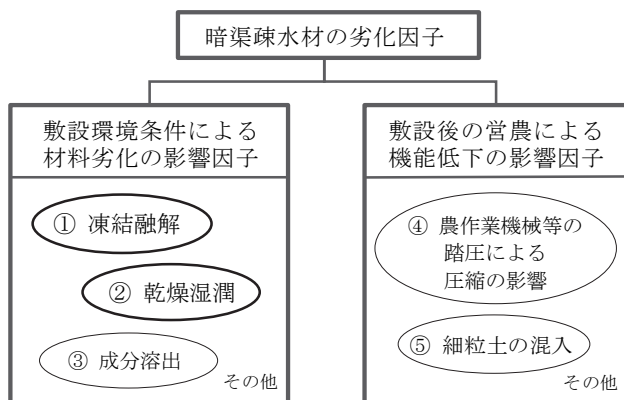 暗渠疎水材の劣化因子
敷設環境条件による
材料劣化の影響因子
① 凍結融解
② 乾燥湿潤
③ 成分溶出
その他
敷設後の営農による
機能低下の影響因子
④ 農作業機械等の
踏圧による
圧縮の影響
⑤ 細粒土の混入
その他